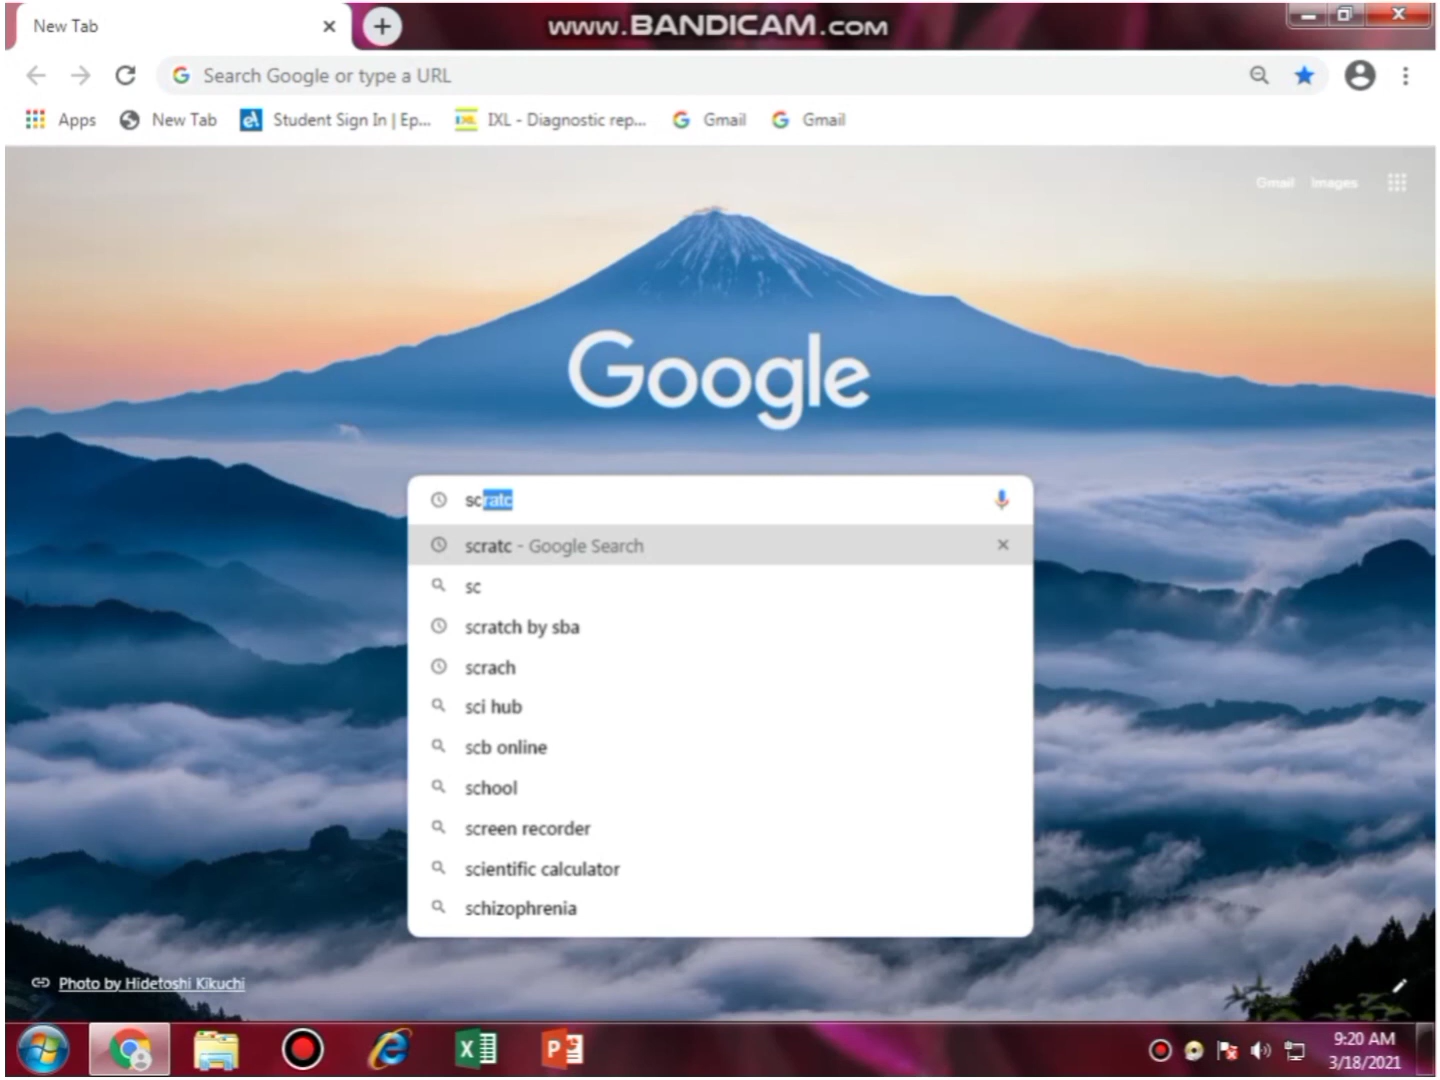 New Tab
www.BANDICAM.com
Search Google or type a URL
Apps New Tab Student Sign In | Ep... IXL - Diagnostic rep... Gmail Gmail
Gmail Images
Google
scratc
scratc - Google Search
sc
scratch by sba
scrach
sci hub
scb online
school
screen recorder
scientific calculator
schizophrenia
Photo by Hidetoshi Kikuchi
9:20 AM
3/18/2021